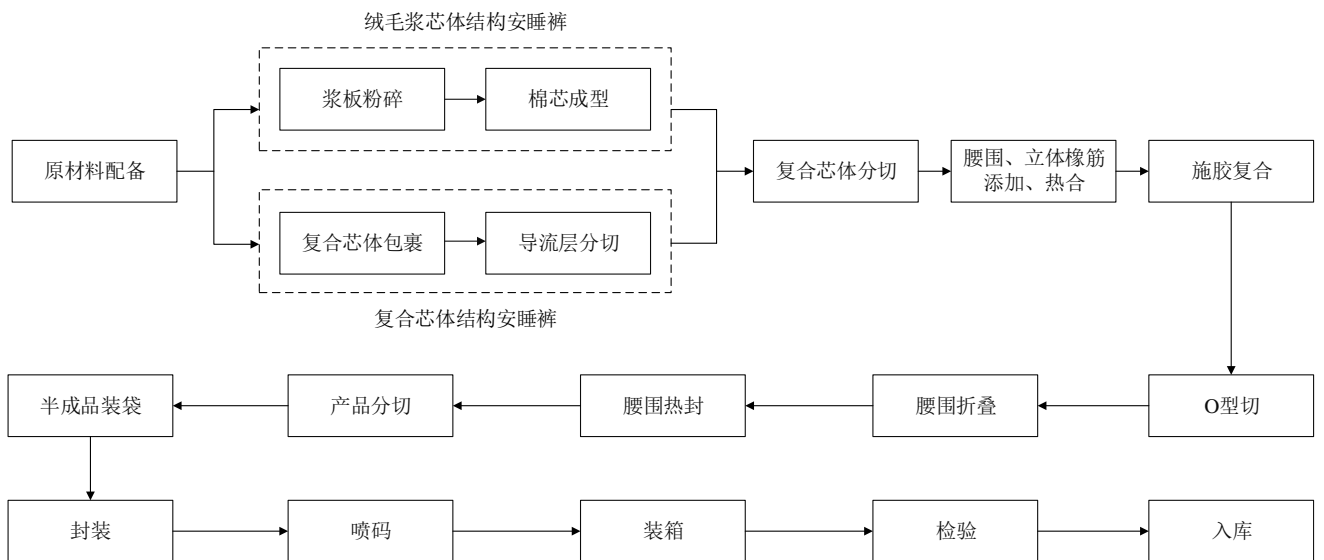 绒毛浆芯体结构安睡裤
浆板粉碎
棉芯成型
原材料配备
复合芯体分切
腰围、立体橡筋
添加、热合
施胶复合
复合芯体包裹
导流层分切
复合芯体结构安睡裤
半成品装袋
产品分切
腰围热封
腰围折叠
O型切
封装
喷码
装箱
检验
入库